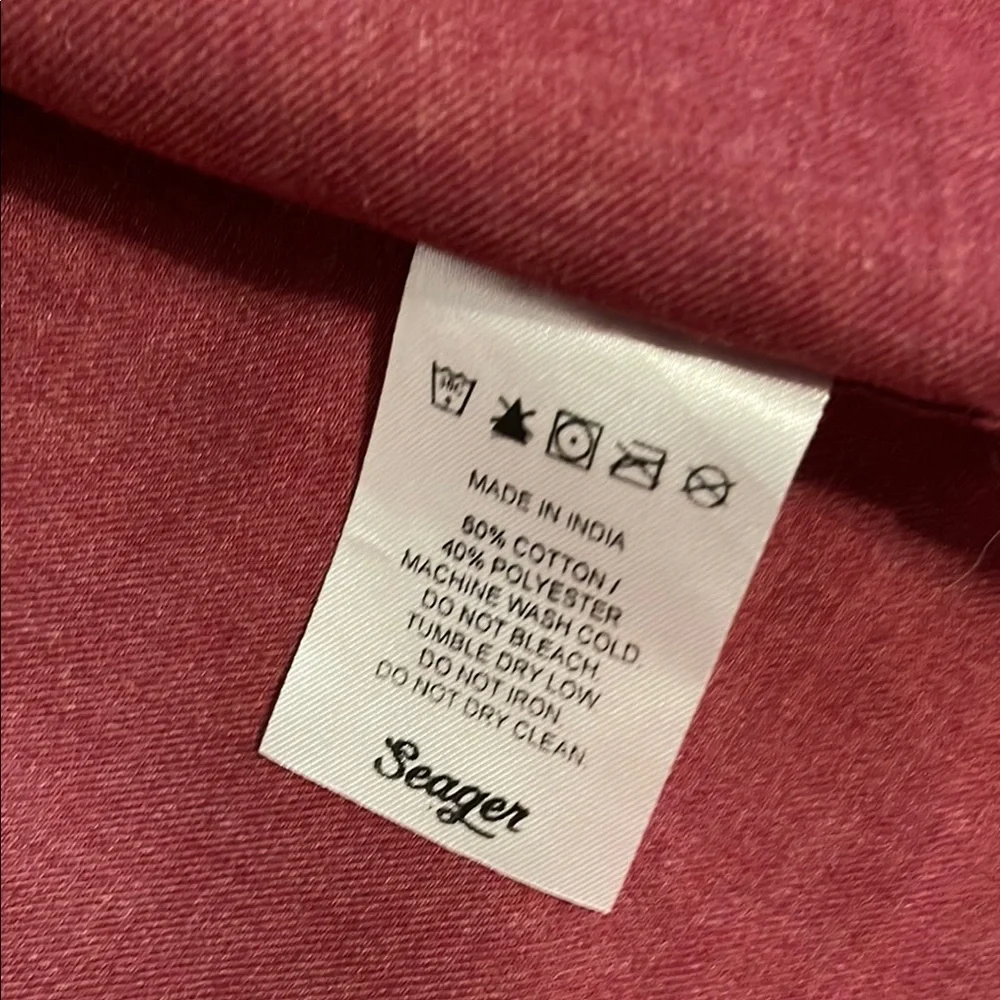 MADE IN INDIA
60% COTTON /
40% POLYESTER
MACHINE WASH COLD
DO NOT BLEACH
TUMBLE DRY LOW
DO NOT IRON
DO NOT DRY CLEAN
Seager